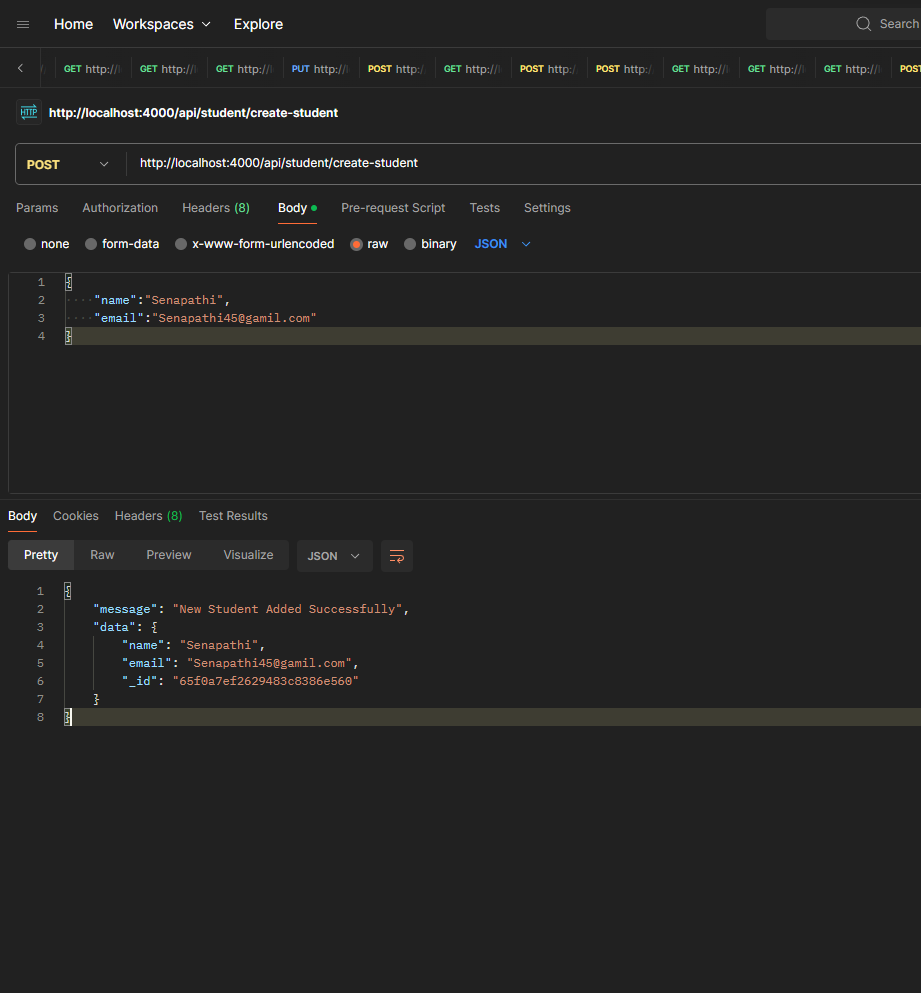 Home Workspaces Explore Search
GET http:// GET http:// GET http:// PUT http:// POST http: GET http:// POST http: POST http: GET http:// GET http:// GET http:// POST
HTTP http://localhost:4000/api/student/create-student
POST http://localhost:4000/api/student/create-student
Params Authorization Headers (8) Body Pre-request Script Tests Settings
none form-data x-www-form-urlencoded raw binary JSON
1 {
2 ····"name":"Senapathi",
3 ····"email":"Senapathi45@gamil.com"
4 }
Body Cookies Headers (8) Test Results
Pretty Raw Preview Visualize JSON
1 {
2 "message": "New Student Added Successfully",
3 "data": {
4 "name": "Senapathi",
5 "email": "Senapathi45@gamil.com",
6 "_id": "65f0a7ef2629483c8386e560"
7 }
8 }